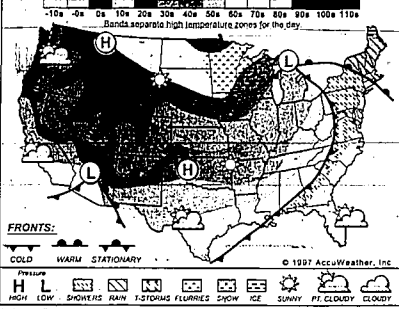 -10s -0s 0s 10s 20s 30s 40s 50s 60s 70s 80s 90s 100s 110s
Bands separate high temperature zones for the day.
H
L
L
H
FRONTS:
COLD WARM STATIONARY
© 1997 AccuWeather, Inc
Pressure
H L
HIGH LOW SHOWERS RAIN T-STORMS FLURRIES SNOW ICE SUNNY PT. CLOUDY CLOUDY